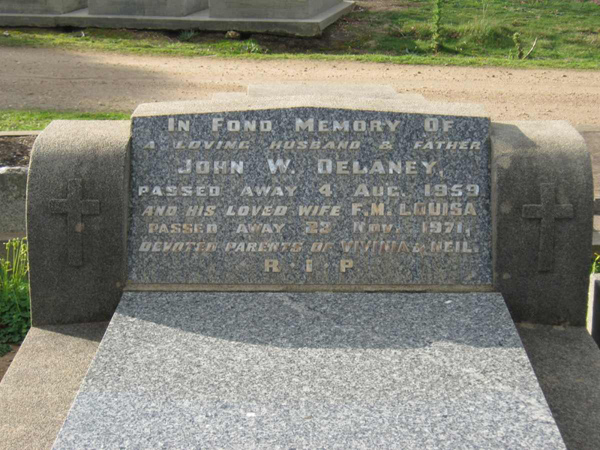 In Fond Memory Of
A LOVING HUSBAND & FATHER
John W. Delaney,
PASSED AWAY 4 AUG. 1959
AND HIS LOVED WIFE F.M. LOUISA
PASSED AWAY 23 NOV. 1971,
DEVOTED PARENTS OF & NEIL.
R.I.P